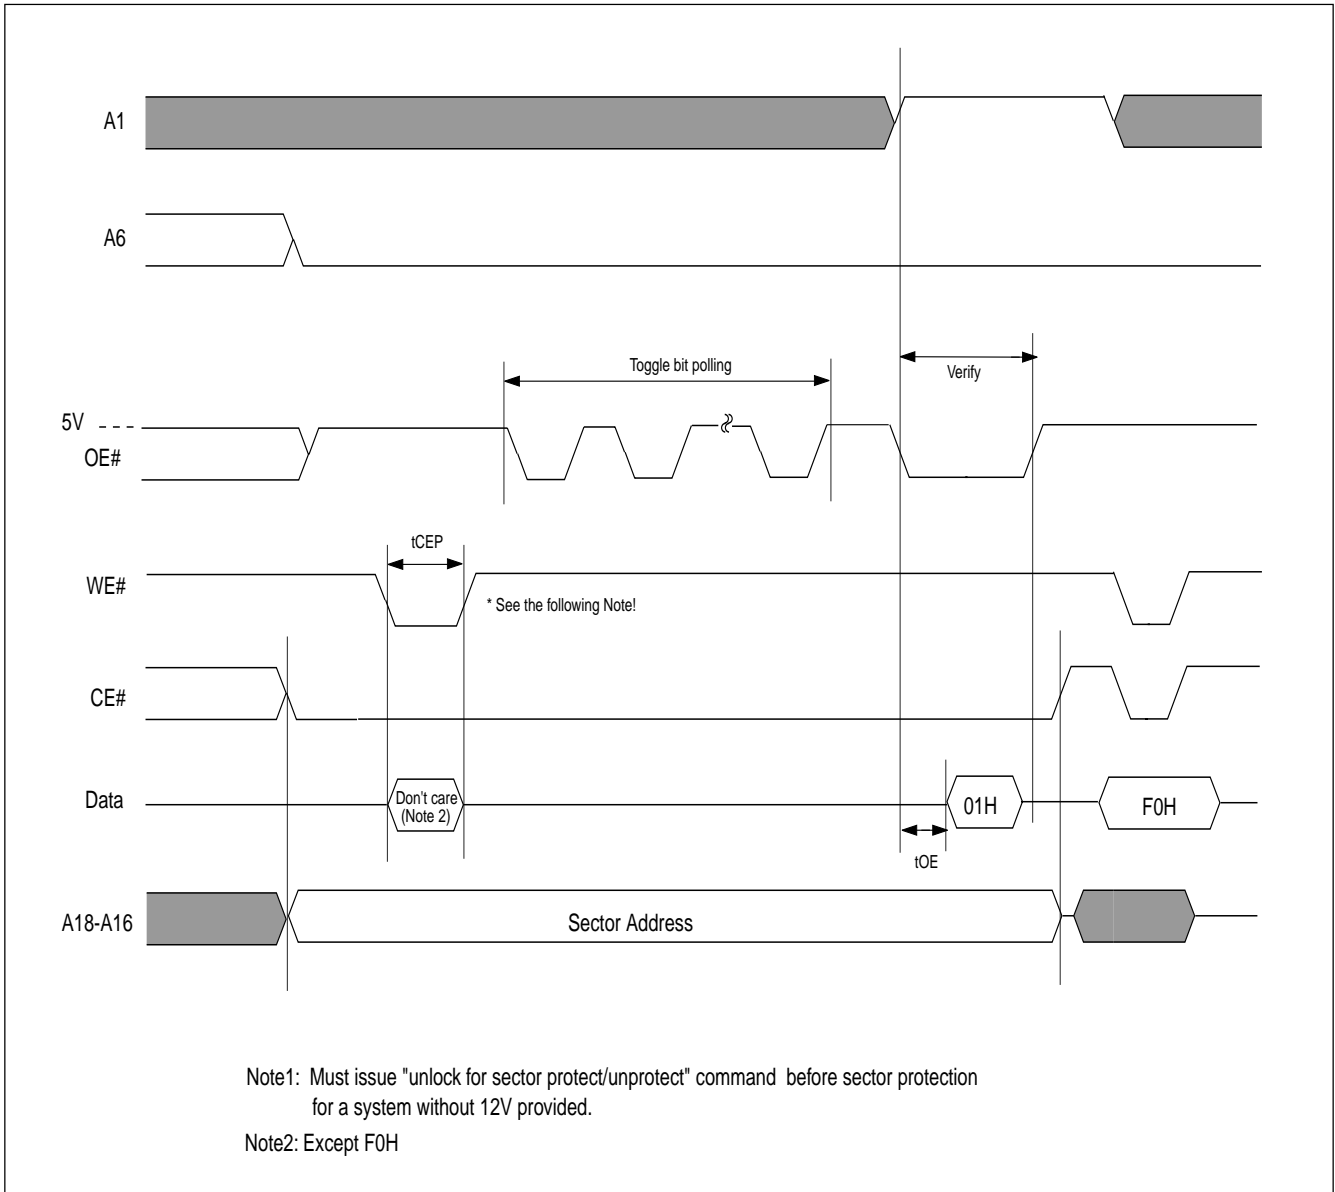 A1
A6
Toggle bit polling
Verify
5V
OE#
tCEP
WE#
* See the following Note!
CE#
Data
Don't care
(Note 2)
01H
F0H
tOE
A18-A16
Sector Address
Note1: Must issue "unlock for sector protect/unprotect" command before sector protection
for a system without 12V provided.
Note2: Except F0H